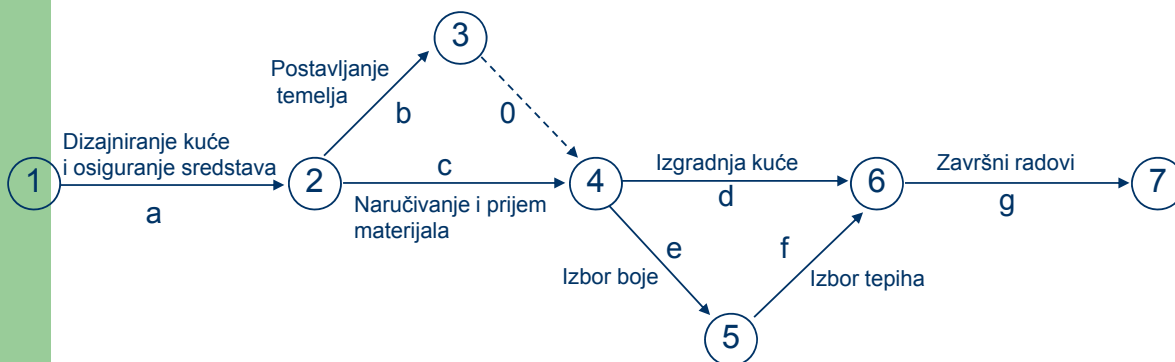 3
Postavljanje
temelja
b
0
Dizajniranje kuće
i osiguranje sredstava
1
a
2
c
Naručivanje i prijem
materijala
4
Izgradnja kuće
d
6
Završni radovi
g
7
e
Izbor boje
f
Izbor tepiha
5